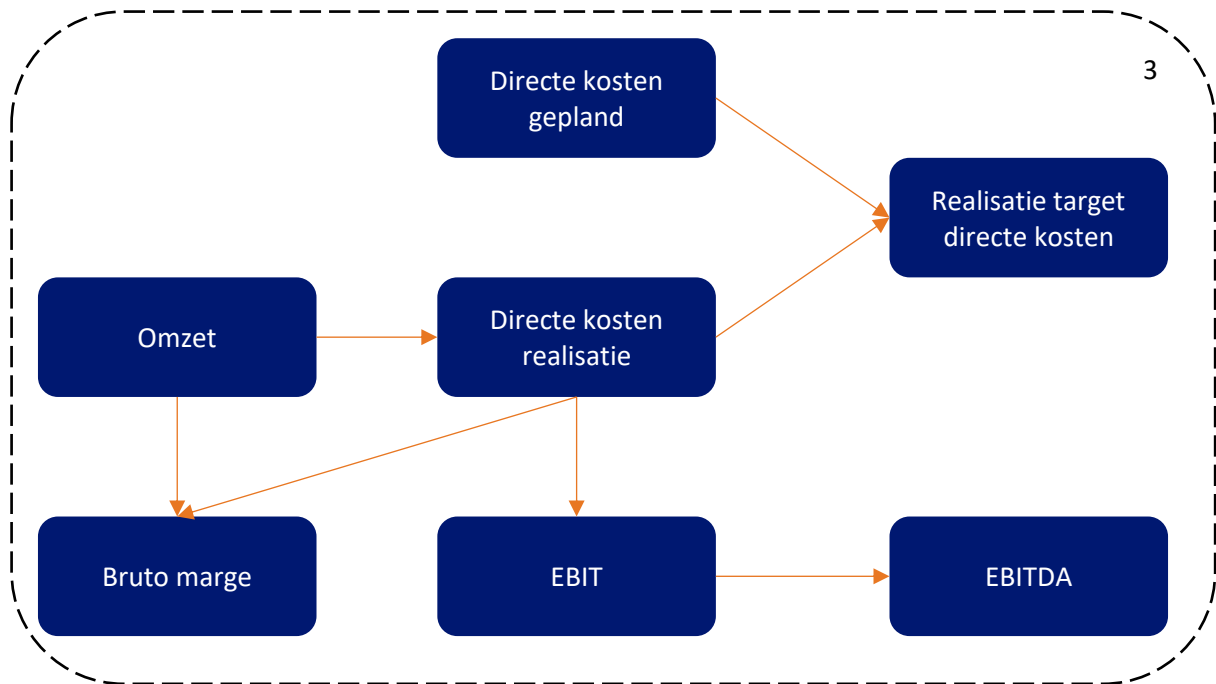 Directe kosten
gepland
3
Realisatie target
directe kosten
Omzet
Directe kosten
realisatie
Bruto marge
EBIT
EBITDA